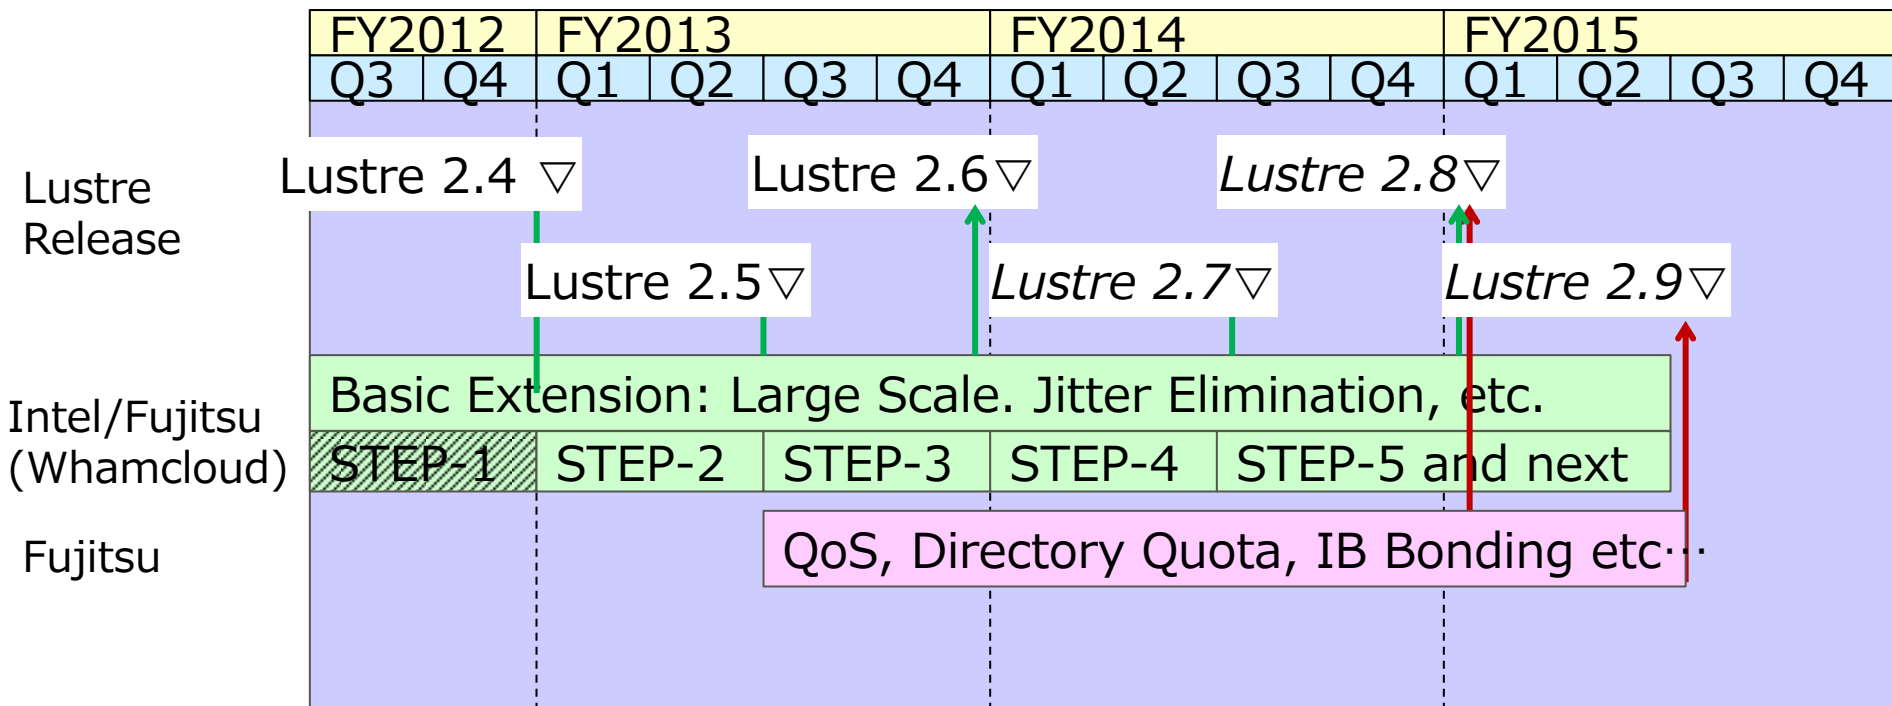 FY2012 FY2013 FY2014 FY2015
Q3 Q4 Q1 Q2 Q3 Q4 Q1 Q2 Q3 Q4 Q1 Q2 Q3 Q4
Lustre
Release
Lustre 2.4 ▽
Lustre 2.6▽
Lustre 2.8▽
Lustre 2.5▽
Lustre 2.7▽
Lustre 2.9▽
Intel/Fujitsu
(Whamcloud)
Basic Extension: Large Scale. Jitter Elimination, etc.
STEP-1 STEP-2 STEP-3 STEP-4 STEP-5 and next
Fujitsu
QoS, Directory Quota, IB Bonding etc…